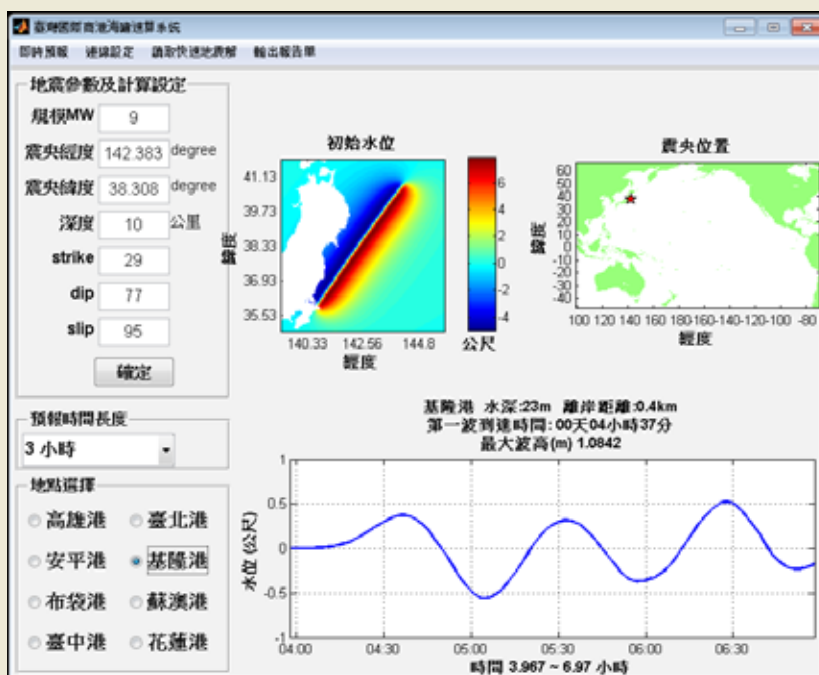 臺灣國際商港海嘯速算系統
即時預報 連線設定 讀取快速地震解 輸出報告單
地震參數及計算設定
規模MW 9
震央經度 142.383 degree
震央緯度 38.308 degree
深度 10 公里
strike 29
dip 77
slip 95
確定
預報時間長度
3 小時
地點選擇
高雄港 臺北港
安平港 基隆港
布袋港 蘇澳港
臺中港 花蓮港
初始水位
41.13
39.73
38.33
36.93
35.53
緯度
140.33 142.56 144.8
經度
6
4
2
0
-2
-4
公尺
震央位置
60
50
40
30
20
10
0
-10
-20
-30
-40
緯度
100 120 140 160 180-160-140-120-100 -80
經度
基隆港 水深:23m 離岸距離:0.4km
第一波到達時間: 00天04小時37分
最大波高(m) 1.0842
1
0.5
0
-0.5
-1
水位 (公尺)
04:00 04:30 05:00 05:30 06:00 06:30
時間 3.967 ~ 6.97 小時